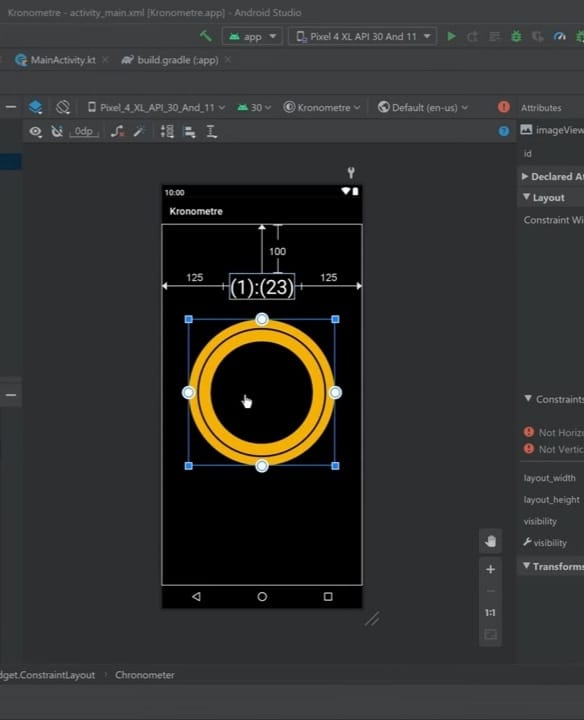 Kronometre - activity_main.xml [Kronometre.app] - Android Studio
app
Pixel 4 XL API 30 And 11
MainActivity.kt
build.gradle (:app)
Pixel_4_XL_API_30_And_11
30
Kronometre
Default (en-us)
Attributes
0dp
imageView
id
Declared At
Layout
Constraint Wi
10:00
Kronometre
100
125
125
(1):(23)
Constraints
Not Horiz
Not Vertic
layout_width
layout_height
visibility
visibility
Transforms
1:1
dget.ConstraintLayout
Chronometer